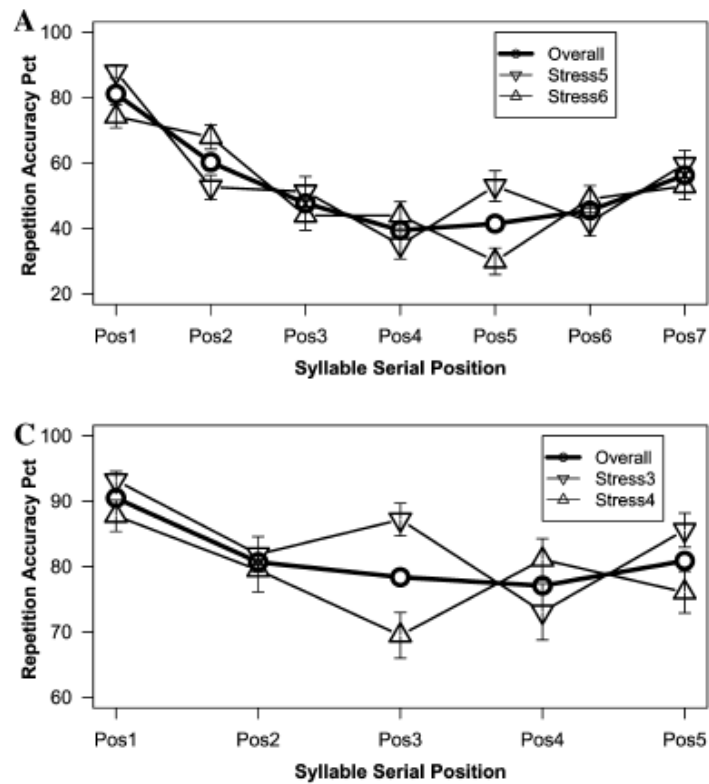 A
Repetition Accuracy Pct
100
80
60
40
20
Overall
Stress5
Stress6
Pos1 Pos2 Pos3 Pos4 Pos5 Pos6 Pos7
Syllable Serial Position
C
Repetition Accuracy Pct
100
90
80
70
60
Overall
Stress3
Stress4
Pos1 Pos2 Pos3 Pos4 Pos5
Syllable Serial Position